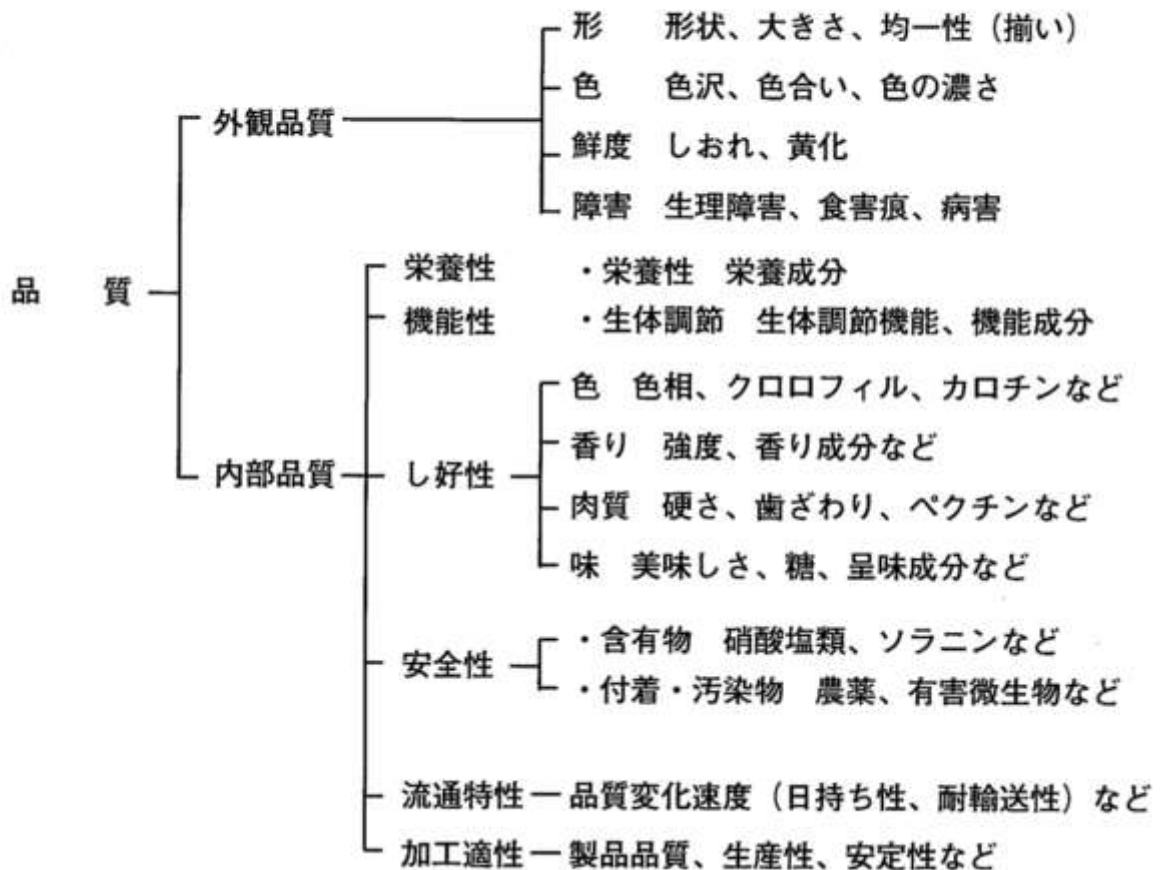 形 形状、大きさ、均一性（揃い）
色 色沢、色合い、色の濃さ
外観品質
鮮度 しおれ、黄化
障害 生理障害、食害痕、病害
品 質
栄養性 ・栄養性 栄養成分
機能性 ・生体調節 生体調節機能、機能成分
色 色相、クロロフィル、カロチンなど
香り 強度、香り成分など
内部品質 し好性
肉質 硬さ、歯ざわり、ペクチンなど
味 美味しさ、糖、呈味成分など
・含有物 硝酸塩類、ソラニンなど
安全性
・付着・汚染物 農薬、有害微生物など
流通特性 品質変化速度（日持ち性、耐輸送性）など
加工適性 製品品質、生産性、安定性など